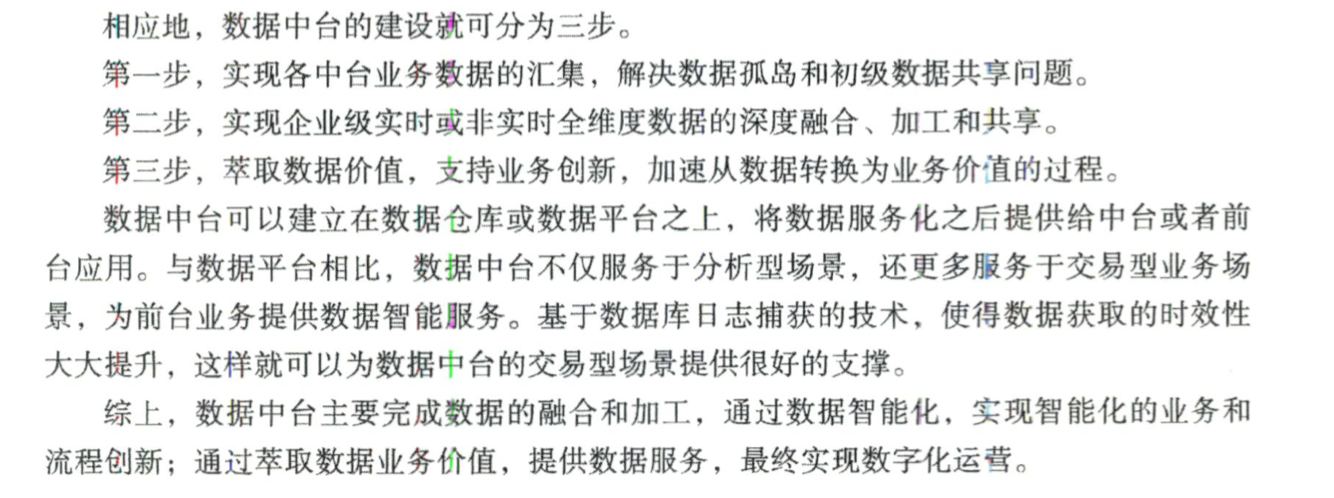 相应地，数据中台的建设就可分为三步。
第一步，实现各中台业务数据的汇集，解决数据孤岛和初级数据共享问题。
第二步，实现企业级实时或非实时全维度数据的深度融合、加工和共享。
第三步，萃取数据价值，支持业务创新，加速从数据转换为业务价值的过程。
数据中台可以建立在数据仓库或数据平台之上，将数据服务化之后提供给中台或者前
台应用。与数据平台相比，数据中台不仅服务于分析型场景，还更多服务于交易型业务场
景，为前台业务提供数据智能服务。基于数据库日志捕获的技术，使得数据获取的时效性
大大提升，这样就可以为数据中台的交易型场景提供很好的支撑。
综上，数据中台主要完成数据的融合和加工，通过数据智能化，实现智能化的业务和
流程创新；通过萃取数据业务价值，提供数据服务，最终实现数字化运营。